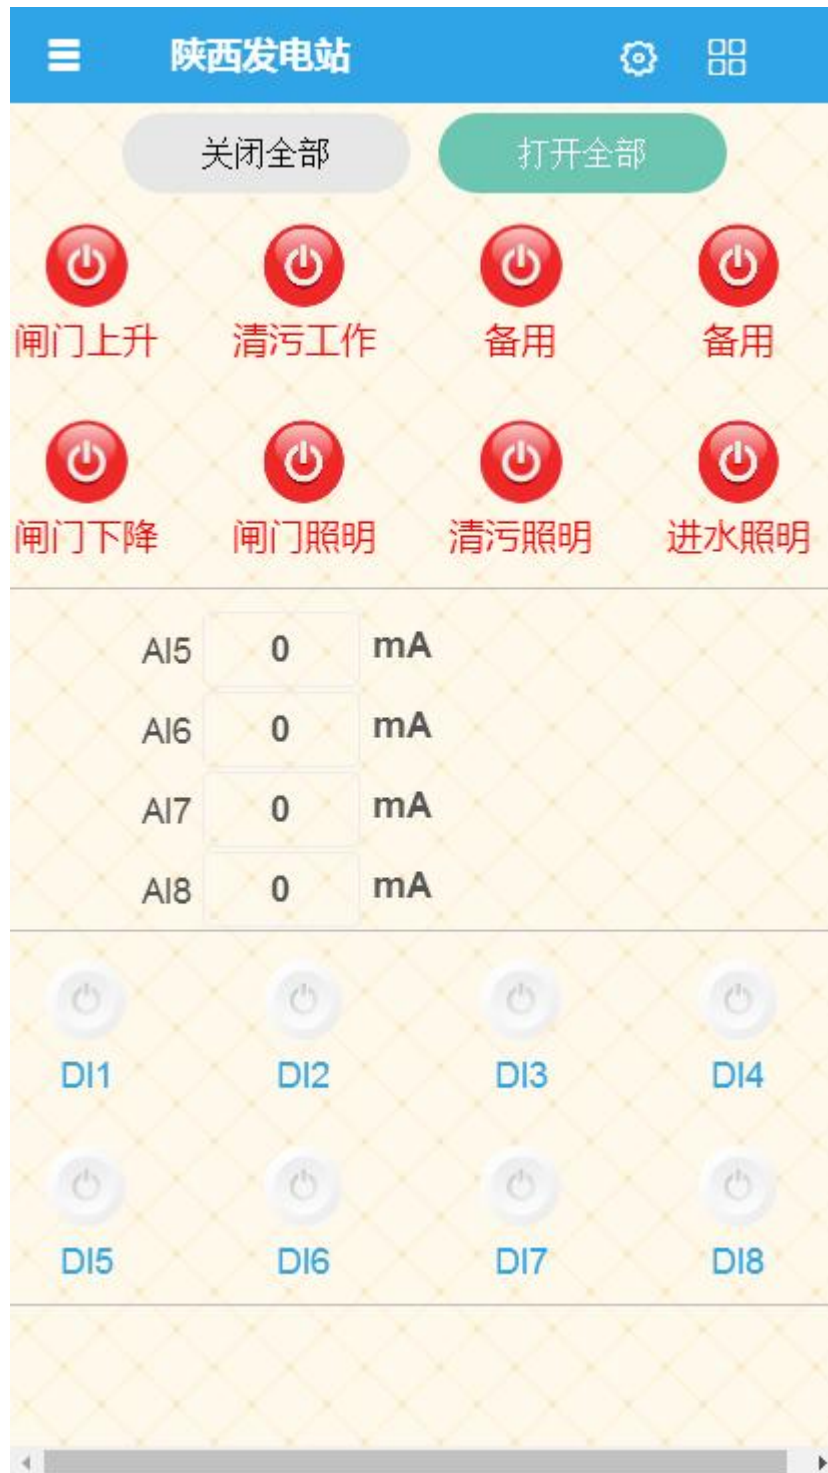 陕西发电站
关闭全部 打开全部
闸门上升 清污工作 备用 备用
闸门下降 闸门照明 清污照明 进水照明
AI5 0 mA
AI6 0 mA
AI7 0 mA
AI8 0 mA
DI1 DI2 DI3 DI4
DI5 DI6 DI7 DI8